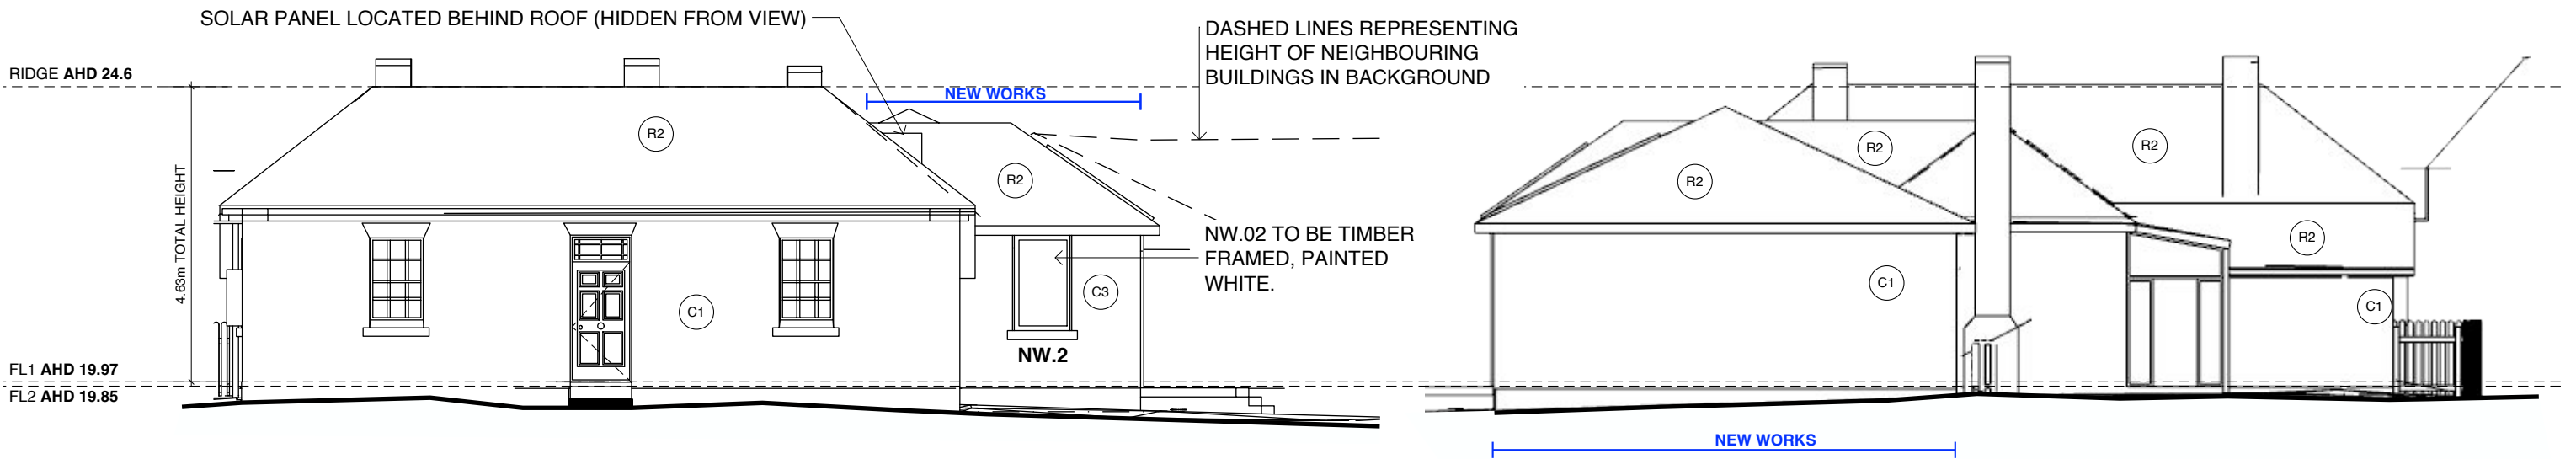 SOLAR PANEL LOCATED BEHIND ROOF (HIDDEN FROM VIEW)
DASHED LINES REPRESENTING
HEIGHT OF NEIGHBOURING
BUILDINGS IN BACKGROUND
RIDGE AHD 24.6
NEW WORKS
R2
R2
4.63m TOTAL HEIGHT
NW.02 TO BE TIMBER
FRAMED, PAINTED
WHITE.
C3
C1
NW.2
FL1 AHD 19.97
FL2 AHD 19.85
R2
R2
R2
R2
C1
C1
NEW WORKS